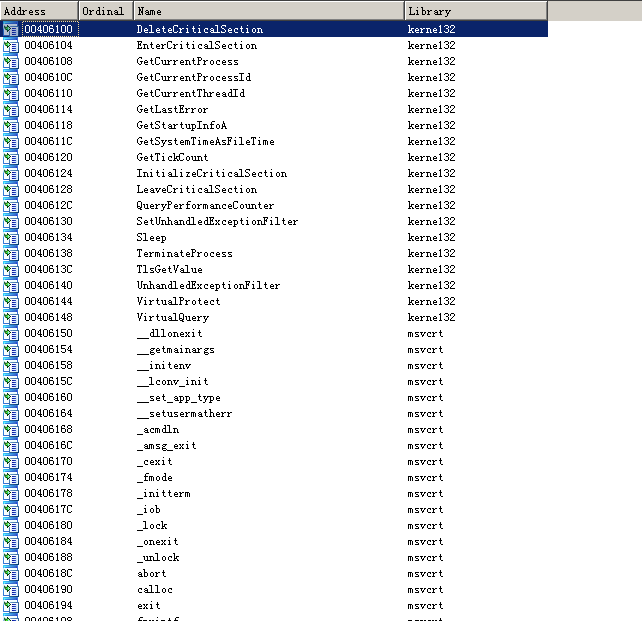 Address Ordinal Name Library
00406100 DeleteCriticalSection kernel32
00406104 EnterCriticalSection kernel32
00406108 GetCurrentProcess kernel32
0040610C GetCurrentProcessId kernel32
00406110 GetCurrentThreadId kernel32
00406114 GetLastError kernel32
00406118 GetStartupInfoA kernel32
0040611C GetSystemTimeAsFileTime kernel32
00406120 GetTickCount kernel32
00406124 InitializeCriticalSection kernel32
00406128 LeaveCriticalSection kernel32
0040612C QueryPerformanceCounter kernel32
00406130 SetUnhandledExceptionFilter kernel32
00406134 Sleep kernel32
00406138 TerminateProcess kernel32
0040613C TlsGetValue kernel32
00406140 UnhandledExceptionFilter kernel32
00406144 VirtualProtect kernel32
00406148 VirtualQuery kernel32
00406150 __dllonexit msvcrt
00406154 __getmainargs msvcrt
00406158 __initenv msvcrt
0040615C __lconv_init msvcrt
00406160 __set_app_type msvcrt
00406164 __setusermatherr msvcrt
00406168 _acmdln msvcrt
0040616C _amsg_exit msvcrt
00406170 _cexit msvcrt
00406174 _fmode msvcrt
00406178 _initterm msvcrt
0040617C _iob msvcrt
00406180 _lock msvcrt
00406184 _onexit msvcrt
00406188 _unlock msvcrt
0040618C abort msvcrt
00406190 calloc msvcrt
00406194 exit msvcrt